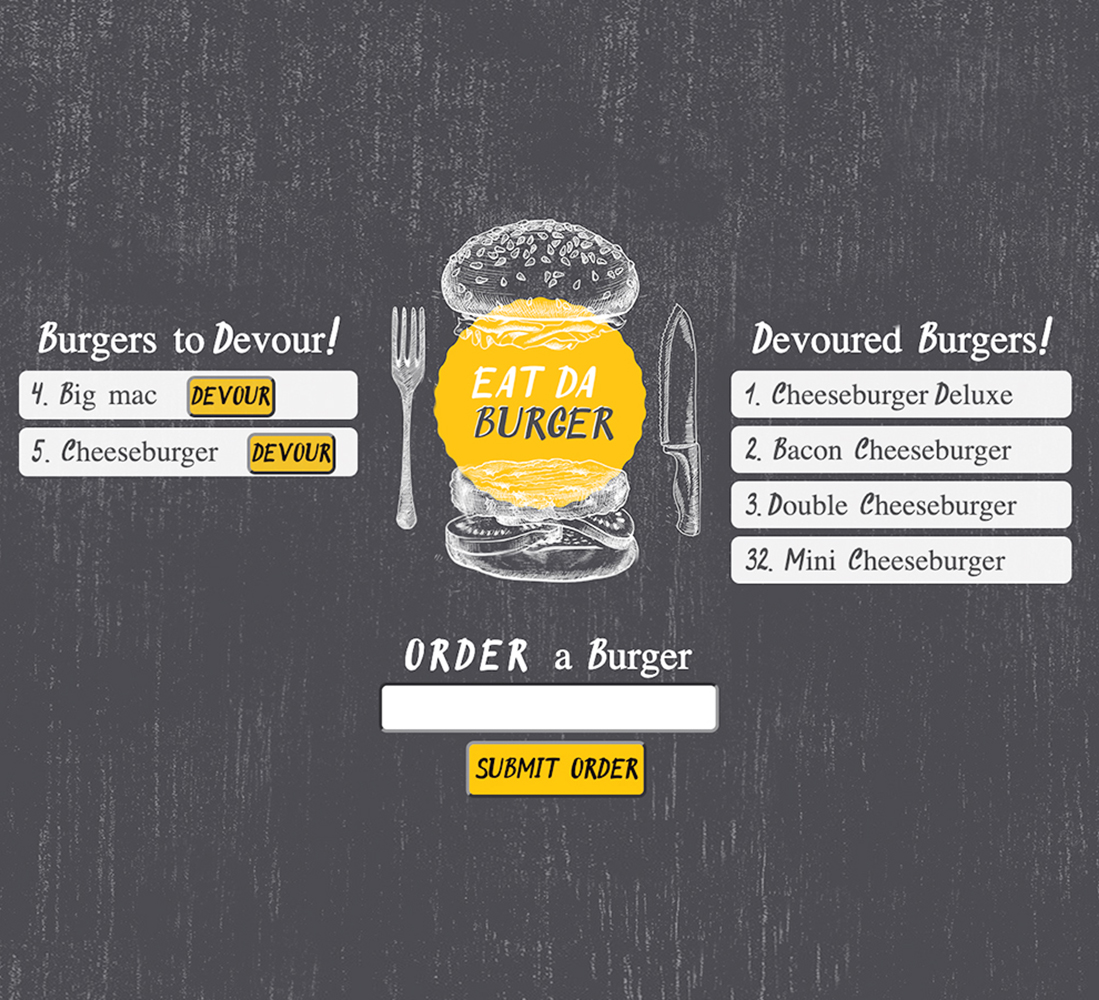 Burgers to Devour!
4. Big mac DEVOUR
5. Cheeseburger DEVOUR
EAT DA
BURGER
Devoured Burgers!
1. Cheeseburger Deluxe
2. Bacon Cheeseburger
3. Double Cheeseburger
32. Mini Cheeseburger
ORDER a Burger
SUBMIT ORDER